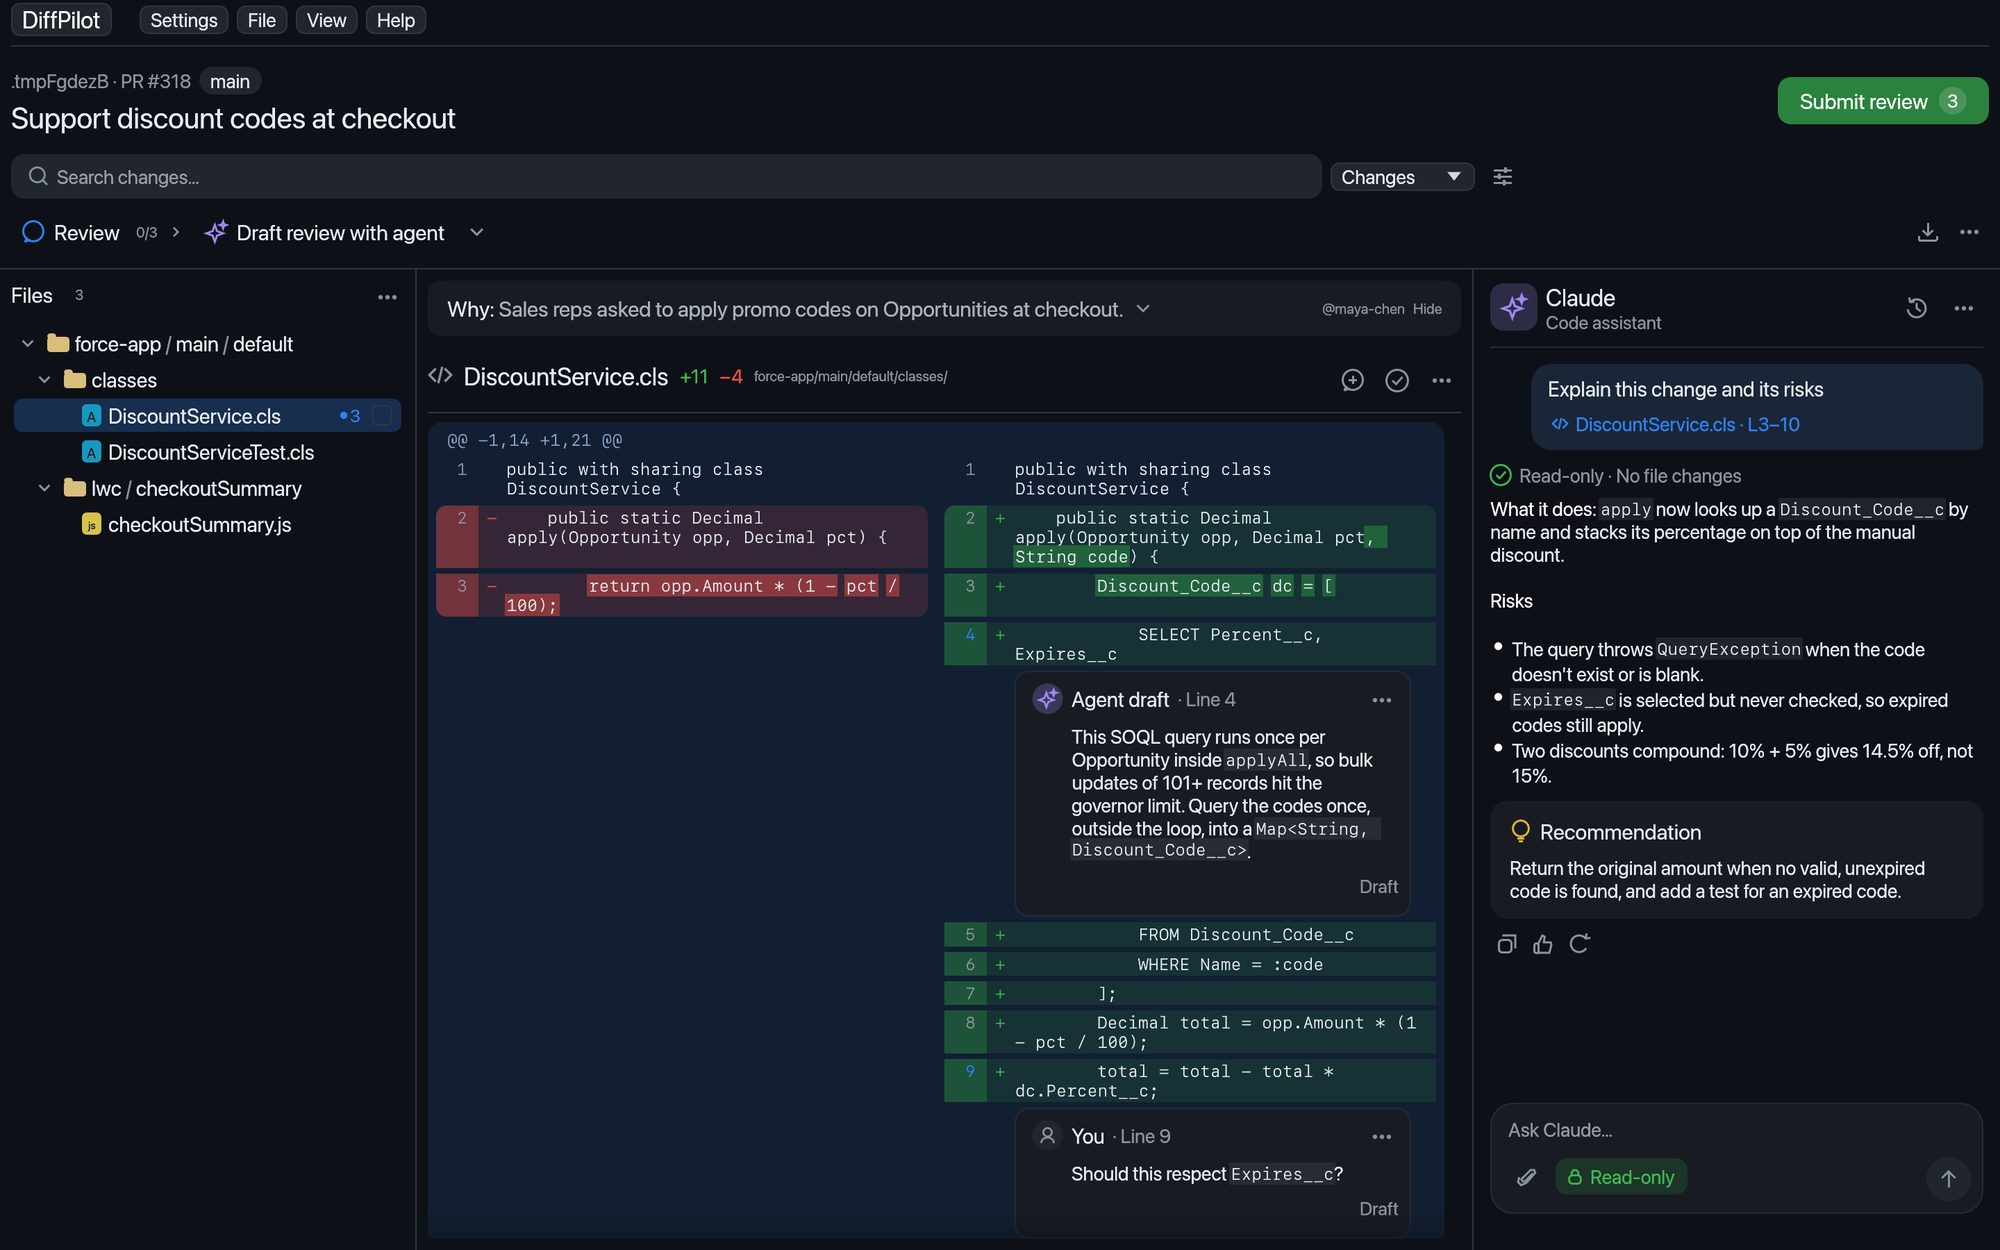 DiffPilot Settings File View Help
.tmpFgdezB · PR #318 main
Support discount codes at checkout
Submit review 3
Search changes...
Changes
Review 0/3 Draft review with agent
Files 3
force-app / main / default
classes
A DiscountService.cls 3
A DiscountServiceTest.cls
lwc / checkoutSummary
js checkoutSummary.js
Why: Sales reps asked to apply promo codes on Opportunities at checkout.
@maya-chen Hide
DiscountService.cls +11 −4 force-app/main/default/classes/
@@ −1,14 +1,21 @@
1 public with sharing class
DiscountService {
2 − public static Decimal
apply(Opportunity opp, Decimal pct) {
3 − return opp.Amount * (1 − pct /
100);
1 public with sharing class
DiscountService {
2 + public static Decimal
apply(Opportunity opp, Decimal pct,
String code) {
3 + Discount_Code__c dc = [
4 + SELECT Percent__c,
Expires__c
Agent draft · Line 4
This SOQL query runs once per
Opportunity inside applyAll, so bulk
updates of 101+ records hit the
governor limit. Query the codes once,
outside the loop, into a Map<String,
Discount_Code__c>.
Draft
5 + FROM Discount_Code__c
6 + WHERE Name = :code
7 + ];
8 + Decimal total = opp.Amount * (1
− pct / 100);
9 + total = total − total *
dc.Percent__c;
You · Line 9
Should this respect Expires__c?
Draft
Claude
Code assistant
Explain this change and its risks
DiscountService.cls · L3–10
Read-only · No file changes
What it does: apply now looks up a Discount_Code__c by
name and stacks its percentage on top of the manual
discount.
Risks
• The query throws QueryException when the code
doesn't exist or is blank.
• Expires__c is selected but never checked, so expired
codes still apply.
• Two discounts compound: 10% + 5% gives 14.5% off, not
15%.
Recommendation
Return the original amount when no valid, unexpired
code is found, and add a test for an expired code.
Ask Claude...
Read-only